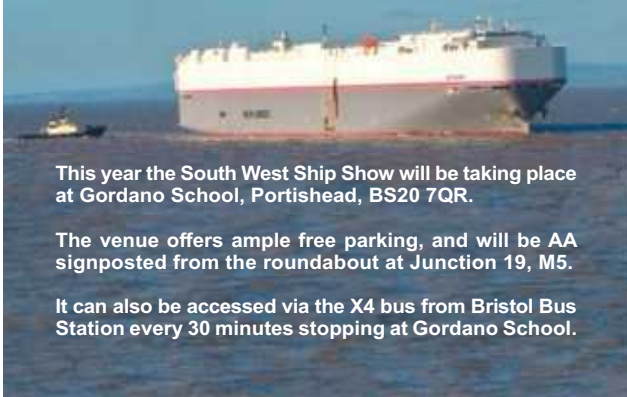 This year the South West Ship Show will be taking place
at Gordano School, Portishead, BS20 7QR.
The venue offers ample free parking, and will be AA
signposted from the roundabout at Junction 19, M5.
It can also be accessed via the X4 bus from Bristol Bus
Station every 30 minutes stopping at Gordano School.